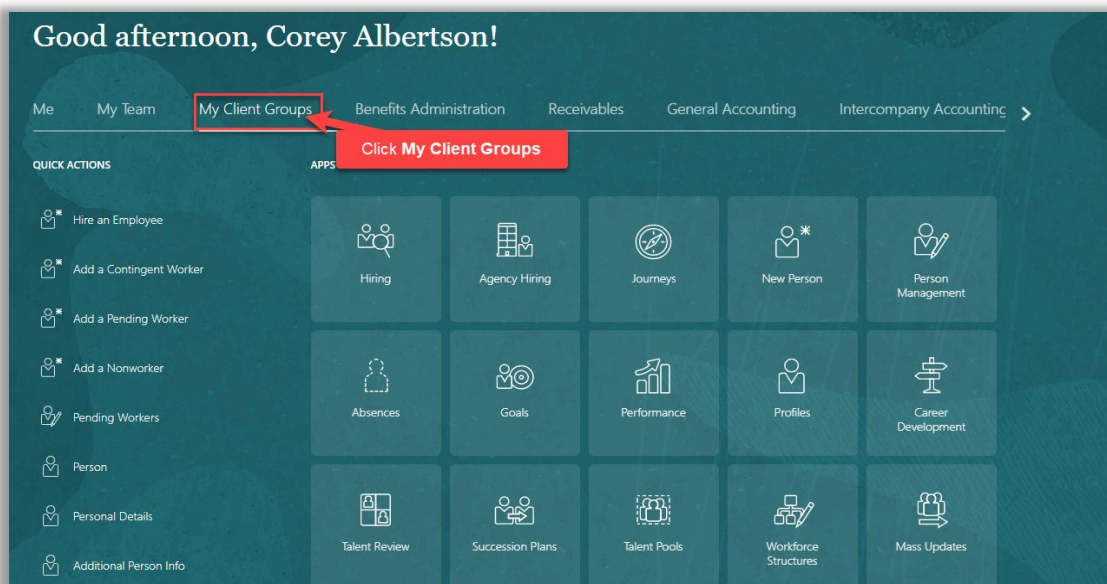 Good afternoon, Corey Albertson!
Me My Team My Client Groups Benefits Administration Receivables General Accounting Intercompany Accounting
Click My Client Groups
QUICK ACTIONS
APPS
Hire an Employee
Add a Contingent Worker
Add a Pending Worker
Add a Nonworker
Pending Workers
Person
Personal Details
Additional Person Info
Hiring
Agency Hiring
Journeys
New Person
Person
Management
Absences
Goals
Performance
Profiles
Career
Development
Talent Review
Succession Plans
Talent Pools
Workforce
Structures
Mass Updates